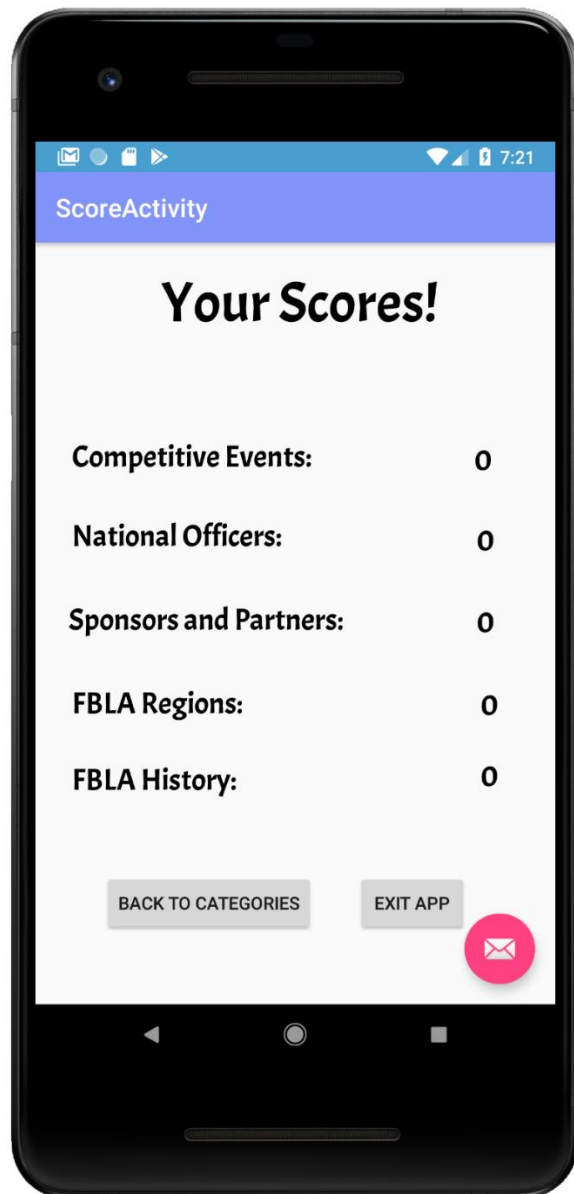 7:21
ScoreActivity
Your Scores!
Competitive Events: 0
National Officers: 0
Sponsors and Partners: 0
FBLA Regions: 0
FBLA History: 0
BACK TO CATEGORIES EXIT APP